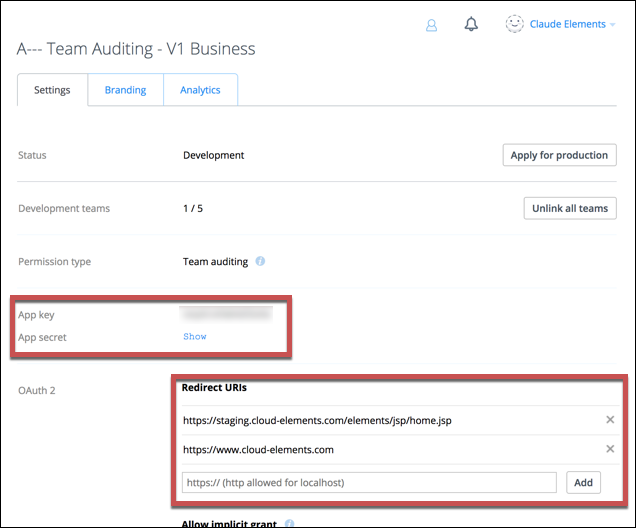 Claude Elements
A--- Team Auditing - V1 Business
Settings
Branding
Analytics
Status
Development
Apply for production
Development teams
1 / 5
Unlink all teams
Permission type
Team auditing
App key
App secret
Show
OAuth 2
Redirect URIs
https://staging.cloud-elements.com/elements/jsp/home.jsp
https://www.cloud-elements.com
https:// (http allowed for localhost)
Add
Allow implicit grant